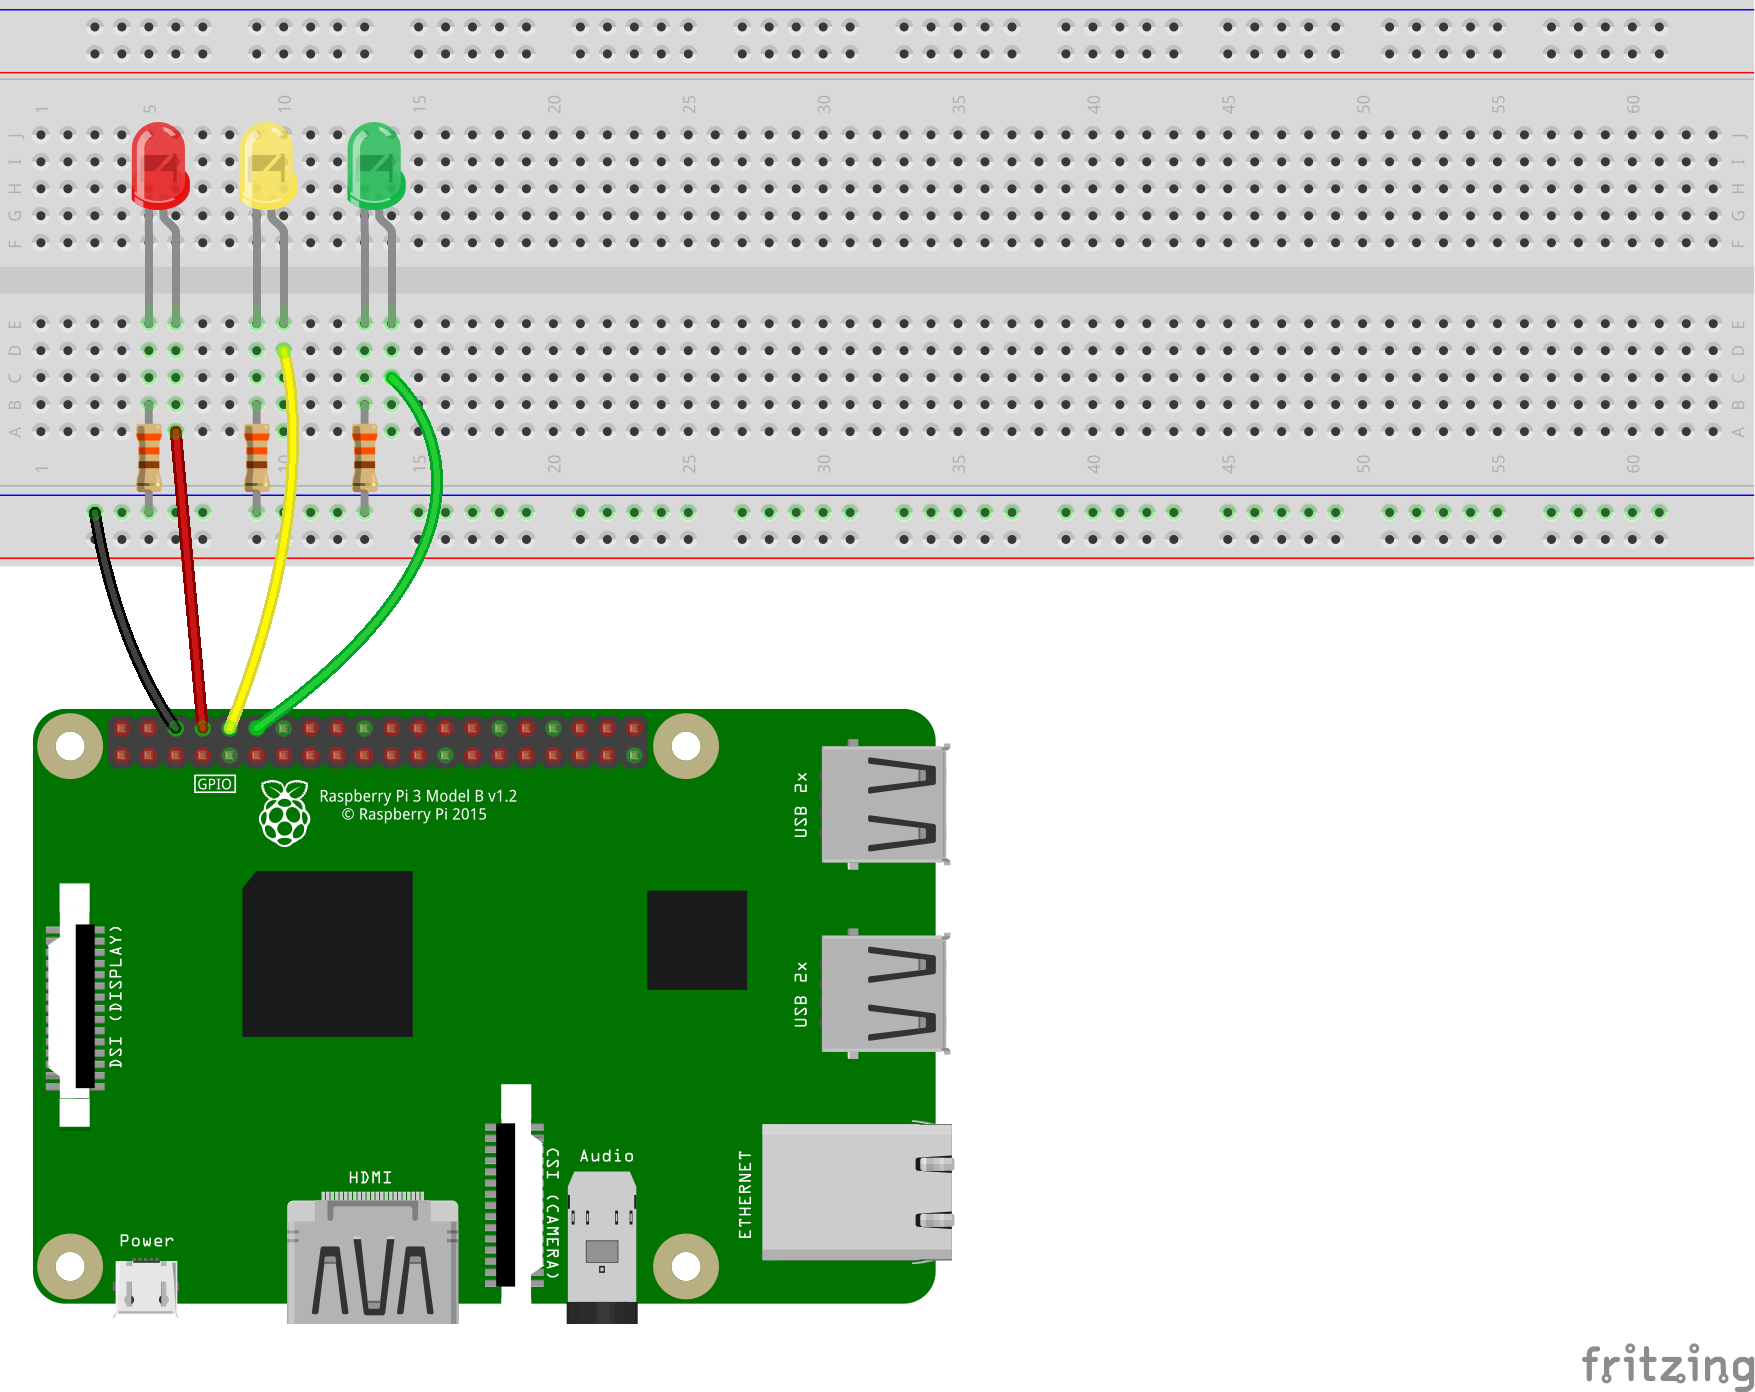 1 5 10 15 20 25 30 35 40 45 50 55 60
J J
I I
H H
G G
F F
E E
D D
C C
B B
A A
1 10 15 20 25 30 35 40 45 50 55 60
GPIO
Raspberry Pi 3 Model B v1.2
© Raspberry Pi 2015
USB 2x
DSI (DISPLAY)
USB 2x
CSI (CAMERA)
Audio
ETHERNET
HDMI
Power
fritzing